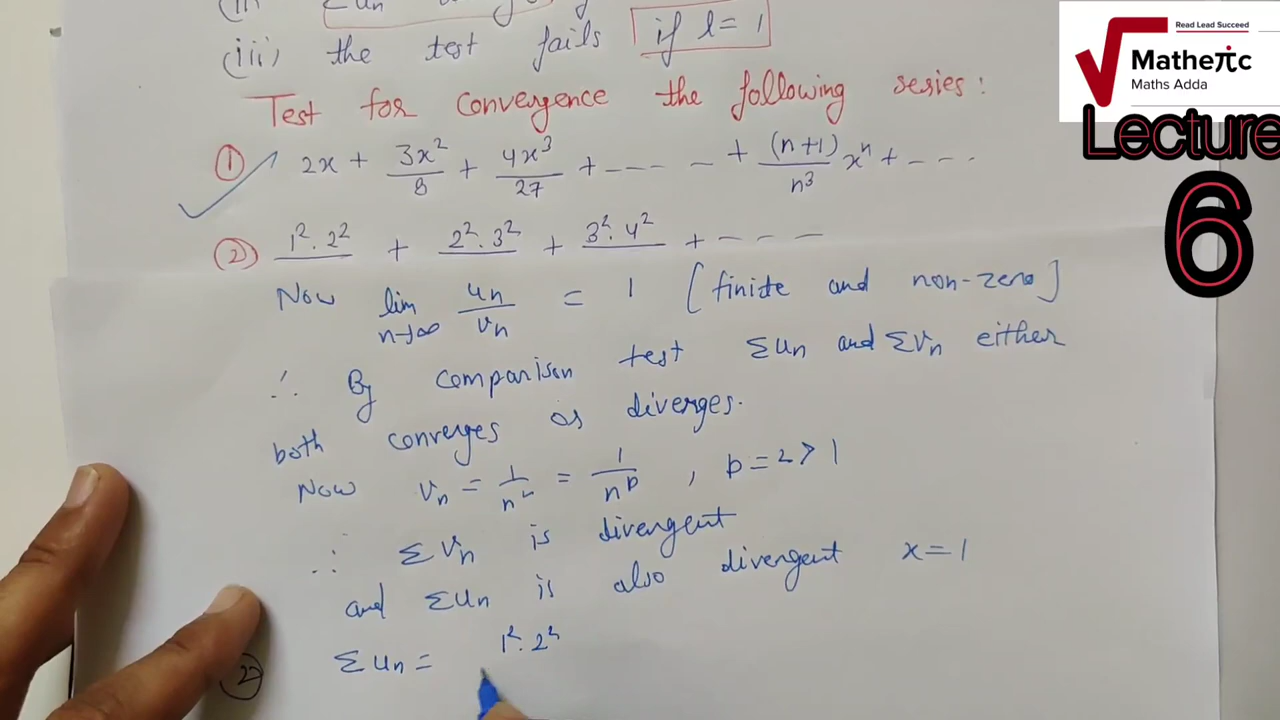 (iii) the test fails if l = 1
Test for Convergence the following series :
① 2x + 3x²/8 + 4x³/27 + ---- + (n+1)/n³ xⁿ + ---
② 1². 2² + 2². 3² + 3². 4² + ---
Now lim n→∞ un/vn = 1 [finite and non-zero]
∴ By comparison test Σun and Σvn either
both converges or diverges.
Now vn = 1/n² = 1/nᵖ , p = 2 > 1
∴ Σvn is divergent
and Σun is also divergent x = 1
② Σun = 1². 2²
Read Lead Succeed
Matheπc
Maths Adda
Lecture
6